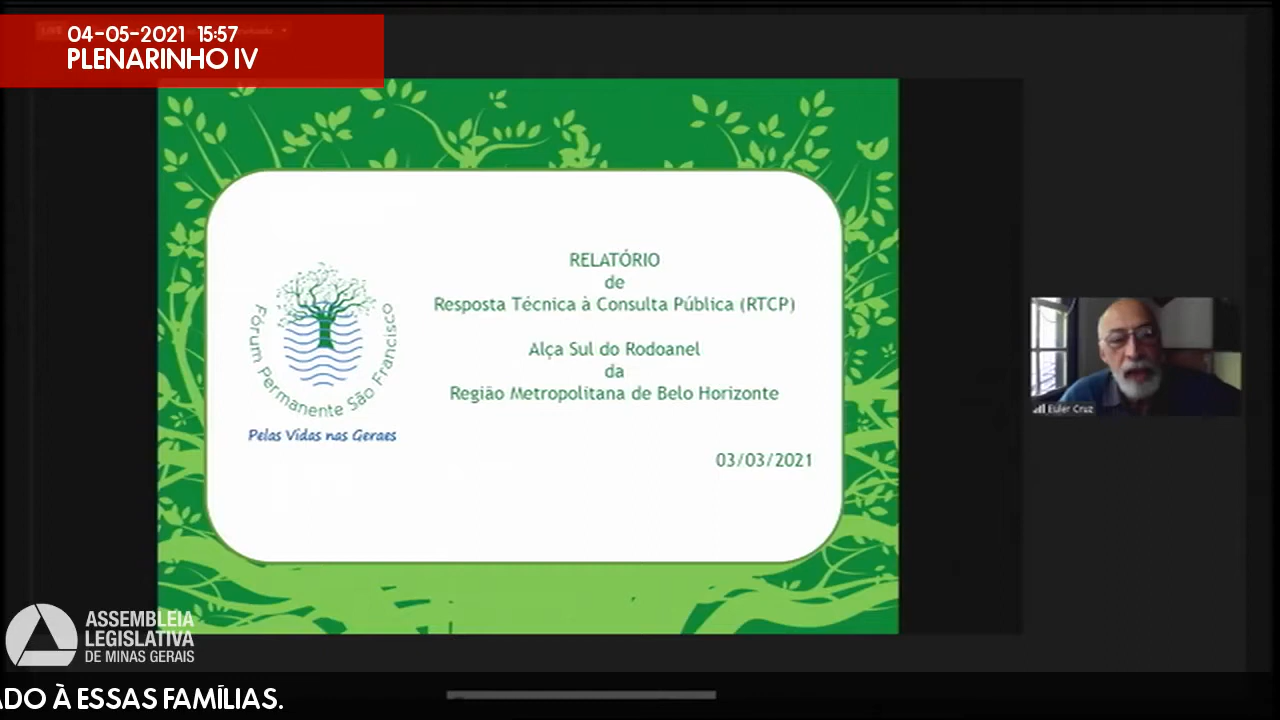 04-05-2021 15:57
PLENARINHO IV
RELATÓRIO
de
Resposta Técnica à Consulta Pública (RTCP)
Alça Sul do Rodoanel
da
Região Metropolitana de Belo Horizonte
03/03/2021
Fórum Permanente São Francisco
Pelas Vidas nas Geraes
Euler Cruz
ASSEMBLEIA
LEGISLATIVA
DE MINAS GERAIS
À ESSAS FAMÍLIAS.